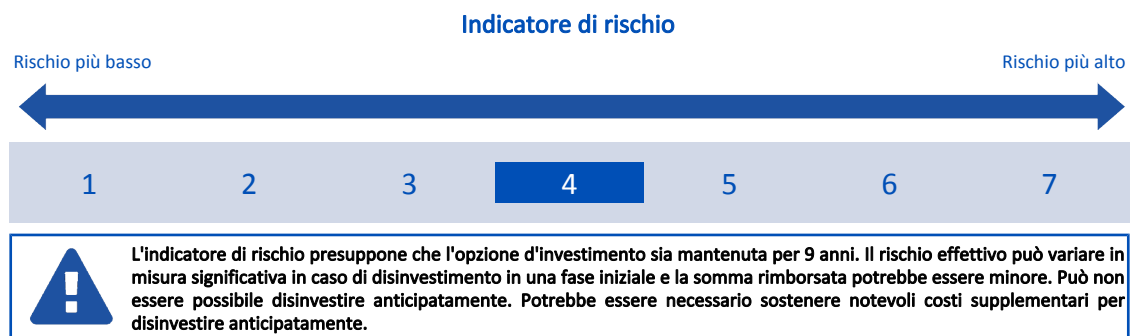 Indicatore di rischio
Rischio più basso
Rischio più alto
1 2 3 4 5 6 7
L'indicatore di rischio presuppone che l'opzione d'investimento sia mantenuta per 9 anni. Il rischio effettivo può variare in
misura significativa in caso di disinvestimento in una fase iniziale e la somma rimborsata potrebbe essere minore. Può non
essere possibile disinvestire anticipatamente. Potrebbe essere necessario sostenere notevoli costi supplementari per
disinvestire anticipatamente.